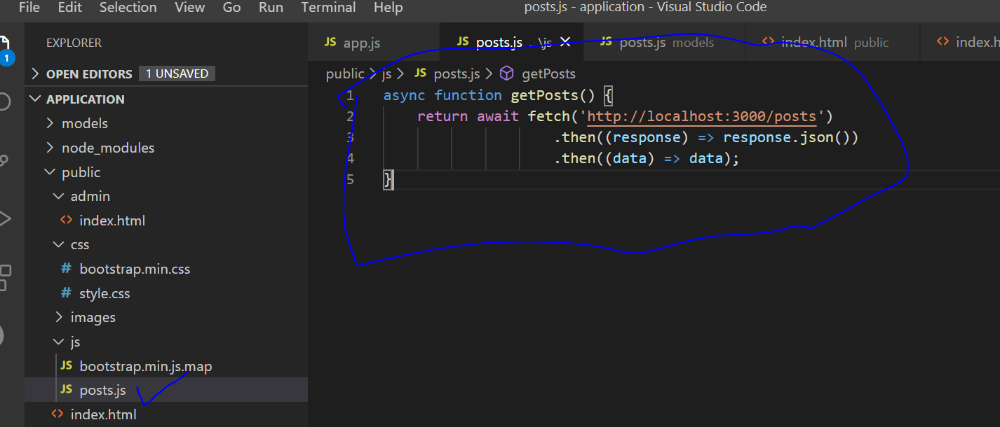 File Edit Selection View Go Run Terminal Help posts.js - application - Visual Studio Code
EXPLORER
1
OPEN EDITORS 1 UNSAVED
APPLICATION
models
node_modules
public
admin
index.html
css
bootstrap.min.css
style.css
images
js
JS bootstrap.min.js.map
JS posts.js
index.html
JS app.js JS posts.js ...\js JS posts.js models index.html public index.h
public > js > JS posts.js > getPosts
1 async function getPosts() {
2 return await fetch('http://localhost:3000/posts')
3 .then((response) => response.json())
4 .then((data) => data);
5 }